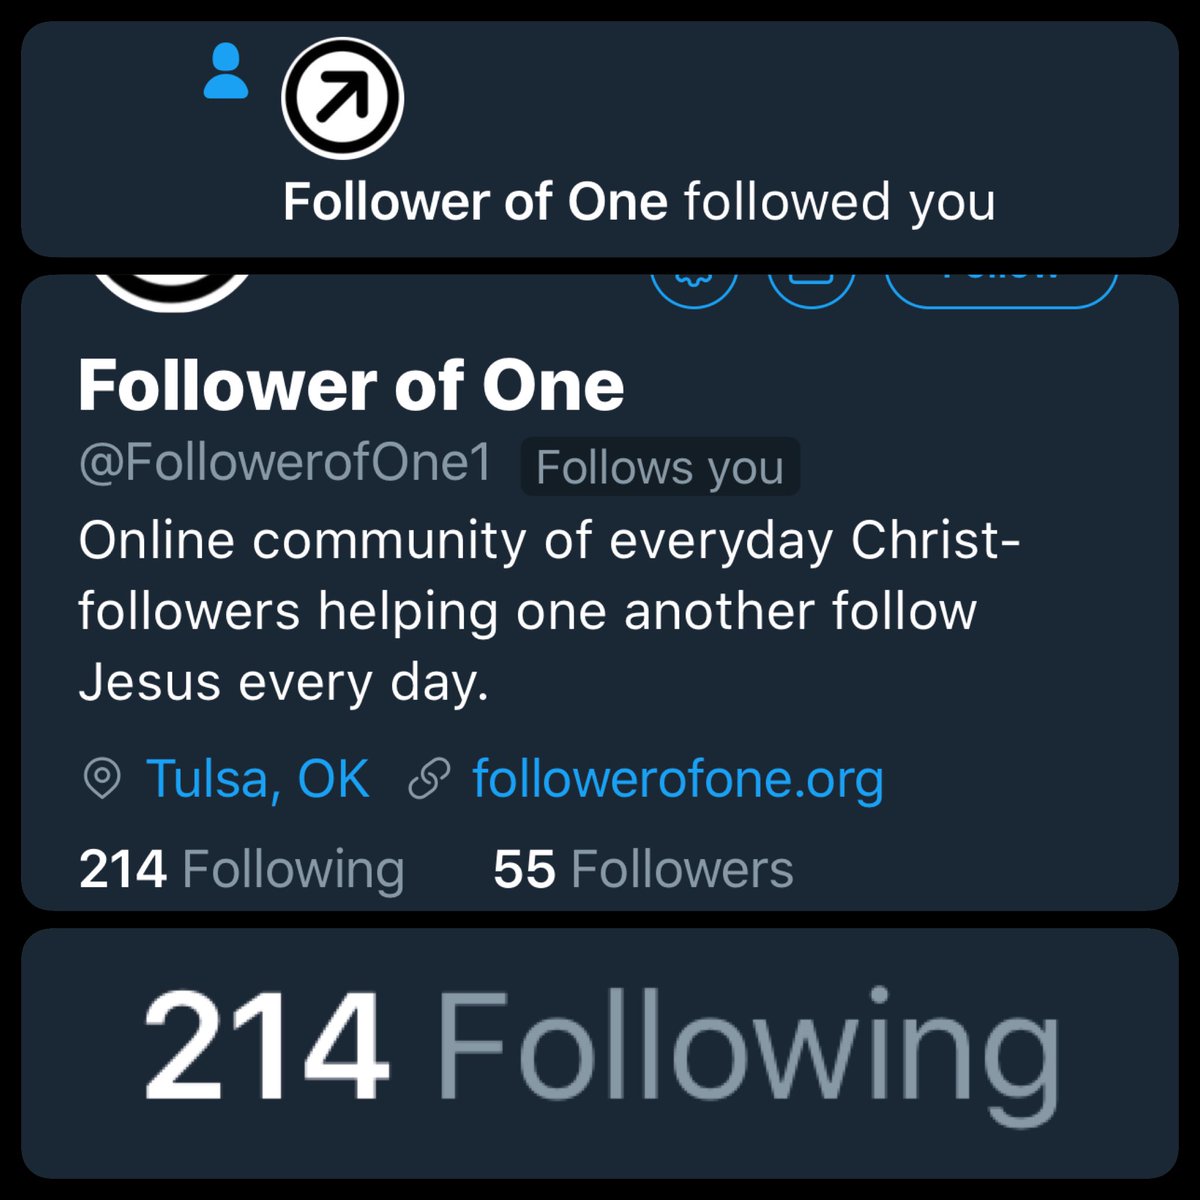 Follower of One followed you
Follow
Follower of One
@FollowerofOne1 Follows you
Online community of everyday Christ-
followers helping one another follow
Jesus every day.
Tulsa, OK followerofone.org
214 Following 55 Followers
214 Following